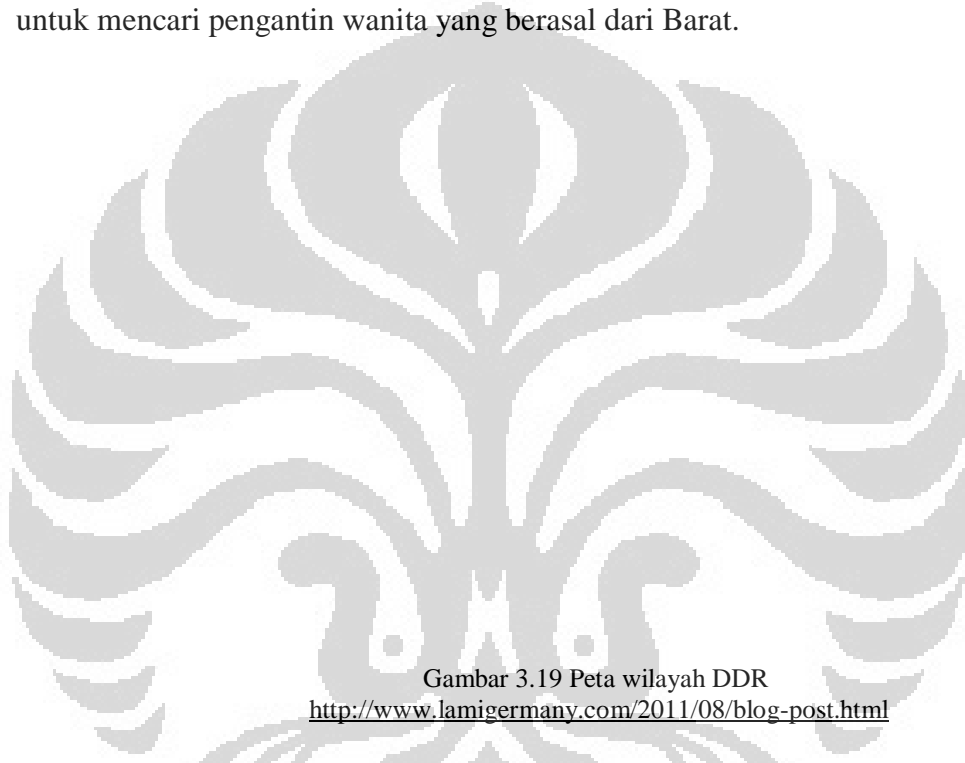 untuk mencari pengantin wanita yang berasal dari Barat.
Gambar 3.19 Peta wilayah DDR
http://www.lamigermany.com/2011/08/blog-post.html